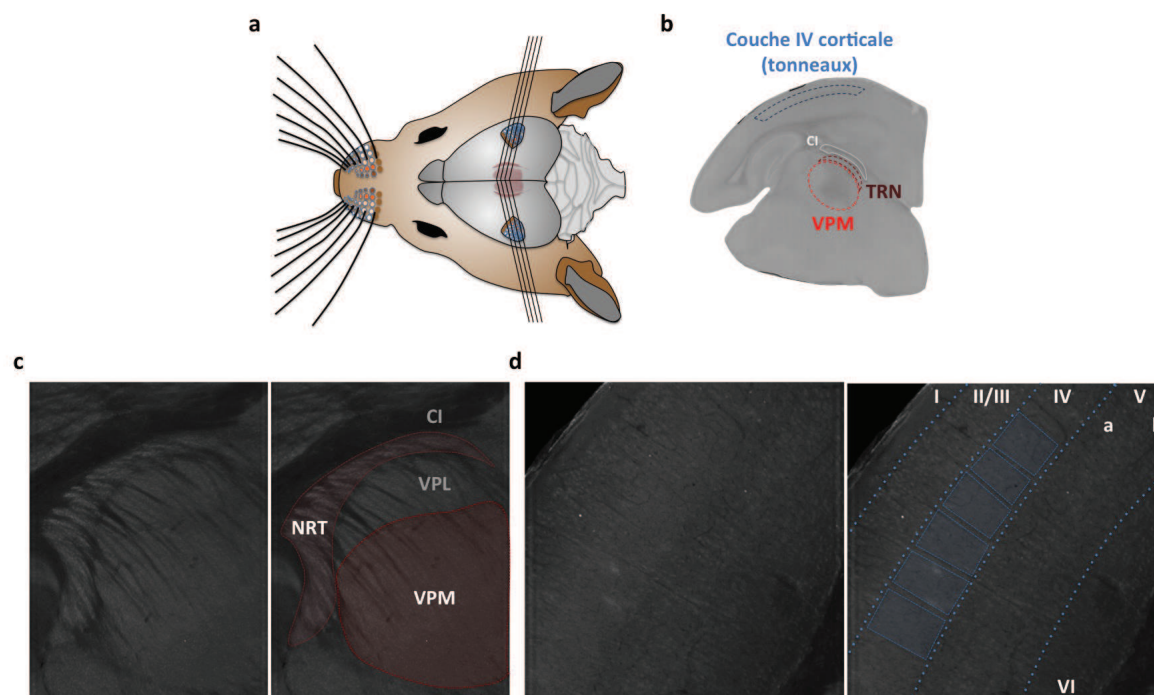 a
b
Couche IV corticale
(tonneaux)
CI
TRN
VPM
c
d
CI
VPL
NRT
VPM
I II/III IV V
a
VI